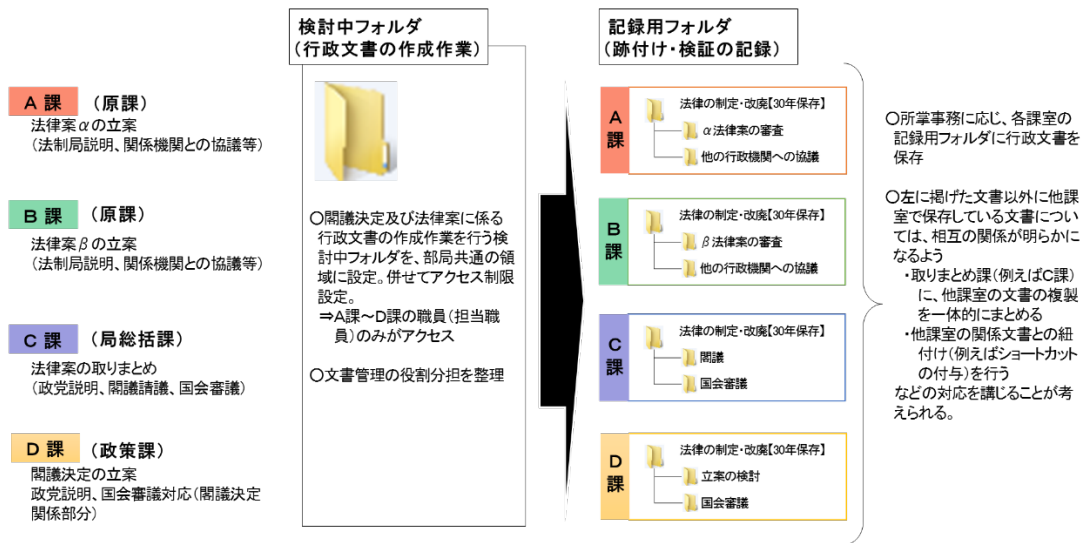 検討中フォルダ
（行政文書の作成作業）
記録用フォルダ
（跡付け・検証の記録）
A 課 （原課）
法律案αの立案
（法制局説明、関係機関との協議等）
B 課 （原課）
法律案βの立案
（法制局説明、関係機関との協議等）
C 課 （局総括課）
法律案の取りまとめ
（政党説明、閣議請議、国会審議）
D 課 （政策課）
閣議決定の立案
政党説明、国会審議対応（閣議決定
関係部分）
○閣議決定及び法律案に係る
行政文書の作成作業を行う検
討中フォルダを、部局共通の領
域に設定。併せてアクセス制限
設定。
⇒A課～D課の職員（担当職
員）のみがアクセス
○文書管理の役割分担を整理
A課
法律の制定・改廃【30年保存】
α法律案の審査
他の行政機関への協議
B課
法律の制定・改廃【30年保存】
β法律案の審査
他の行政機関への協議
C課
法律の制定・改廃【30年保存】
閣議
国会審議
D課
法律の制定・改廃【30年保存】
立案の検討
国会審議
○所掌事務に応じ、各課室の
記録用フォルダに行政文書を
保存
○左に掲げた文書以外に他課
室で保存している文書につい
ては、相互の関係が明らかに
なるよう
・取りまとめ課（例えばC課）
に、他課室の文書の複製
を一体的にまとめる
・他課室の関係文書との紐
付け（例えばショートカット
の付与）を行う
などの対応を講じることが考
えられる。